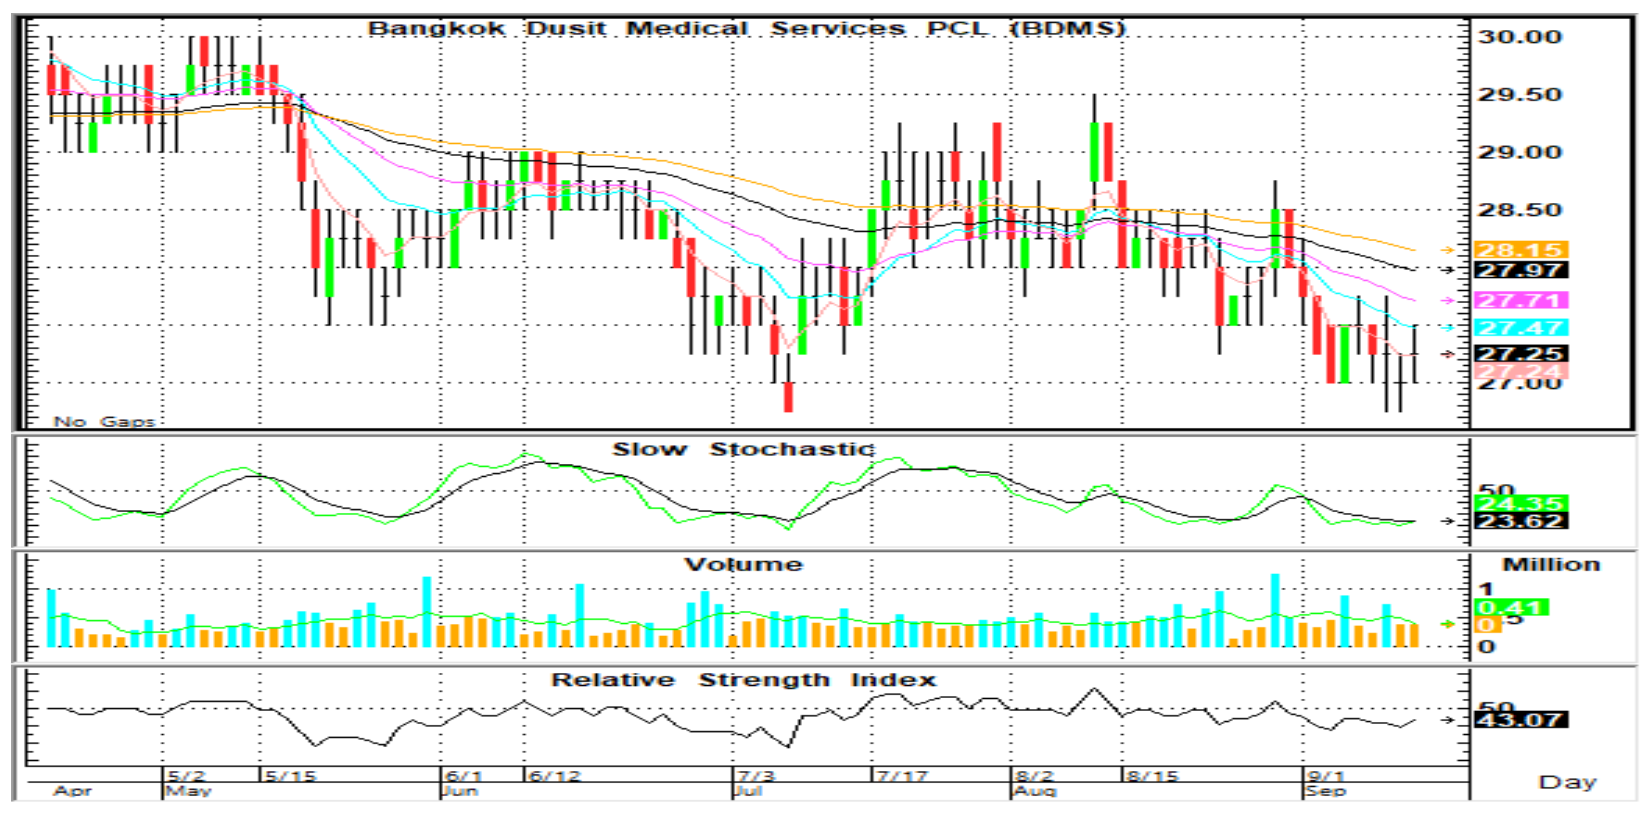 Bangkok Dusit Medical Services PCL (BDMS)
30.00
29.50
29.00
28.50
28.15
27.97
27.71
27.47
27.25
27.24
27.00
No Gaps
Slow Stochastic
50
24.35
23.62
Volume
Million
1
0.41
0 .5
0
Relative Strength Index
50
43.07
5/2 5/15 6/1 6/12 7/3 7/17 8/2 8/15 9/1
Apr May Jun Jul Aug Sep
Day